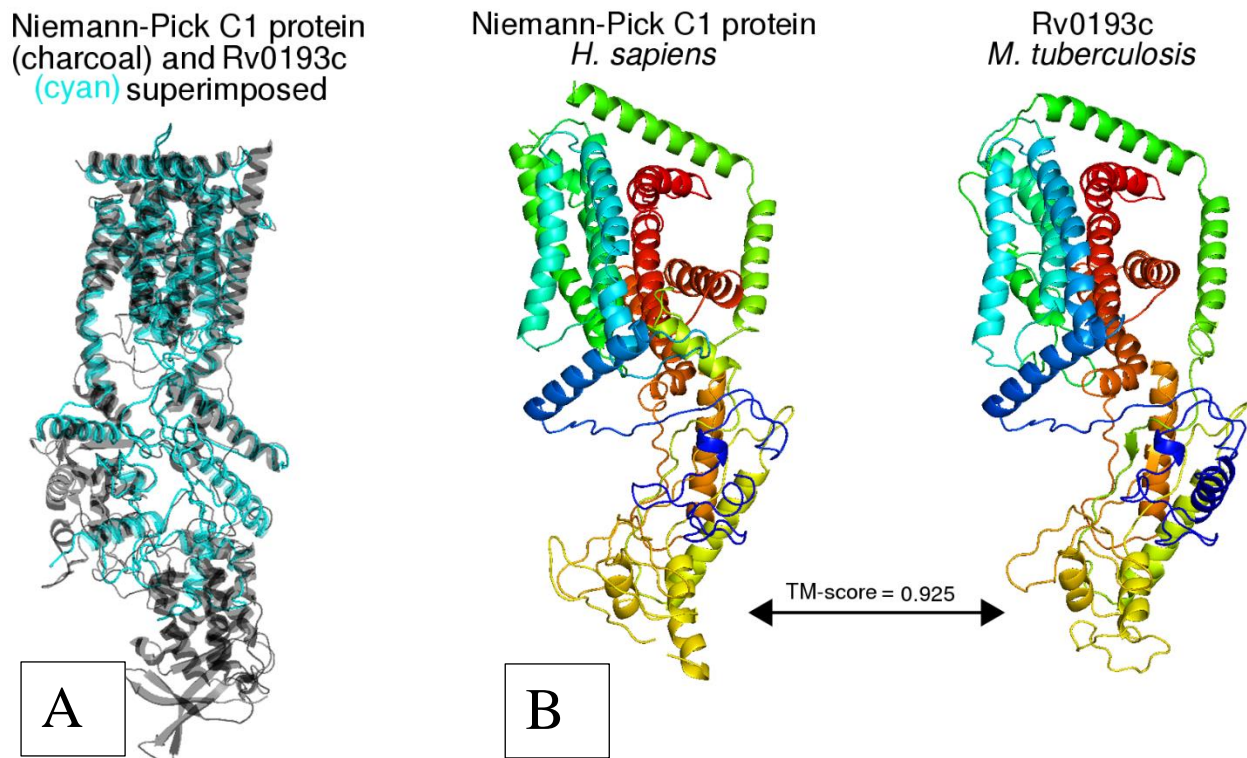 Niemann-Pick C1 protein
(charcoal) and Rv0193c
(cyan) superimposed
A
Niemann-Pick C1 protein
H. sapiens
Rv0193c
M. tuberculosis
TM-score = 0.925
B